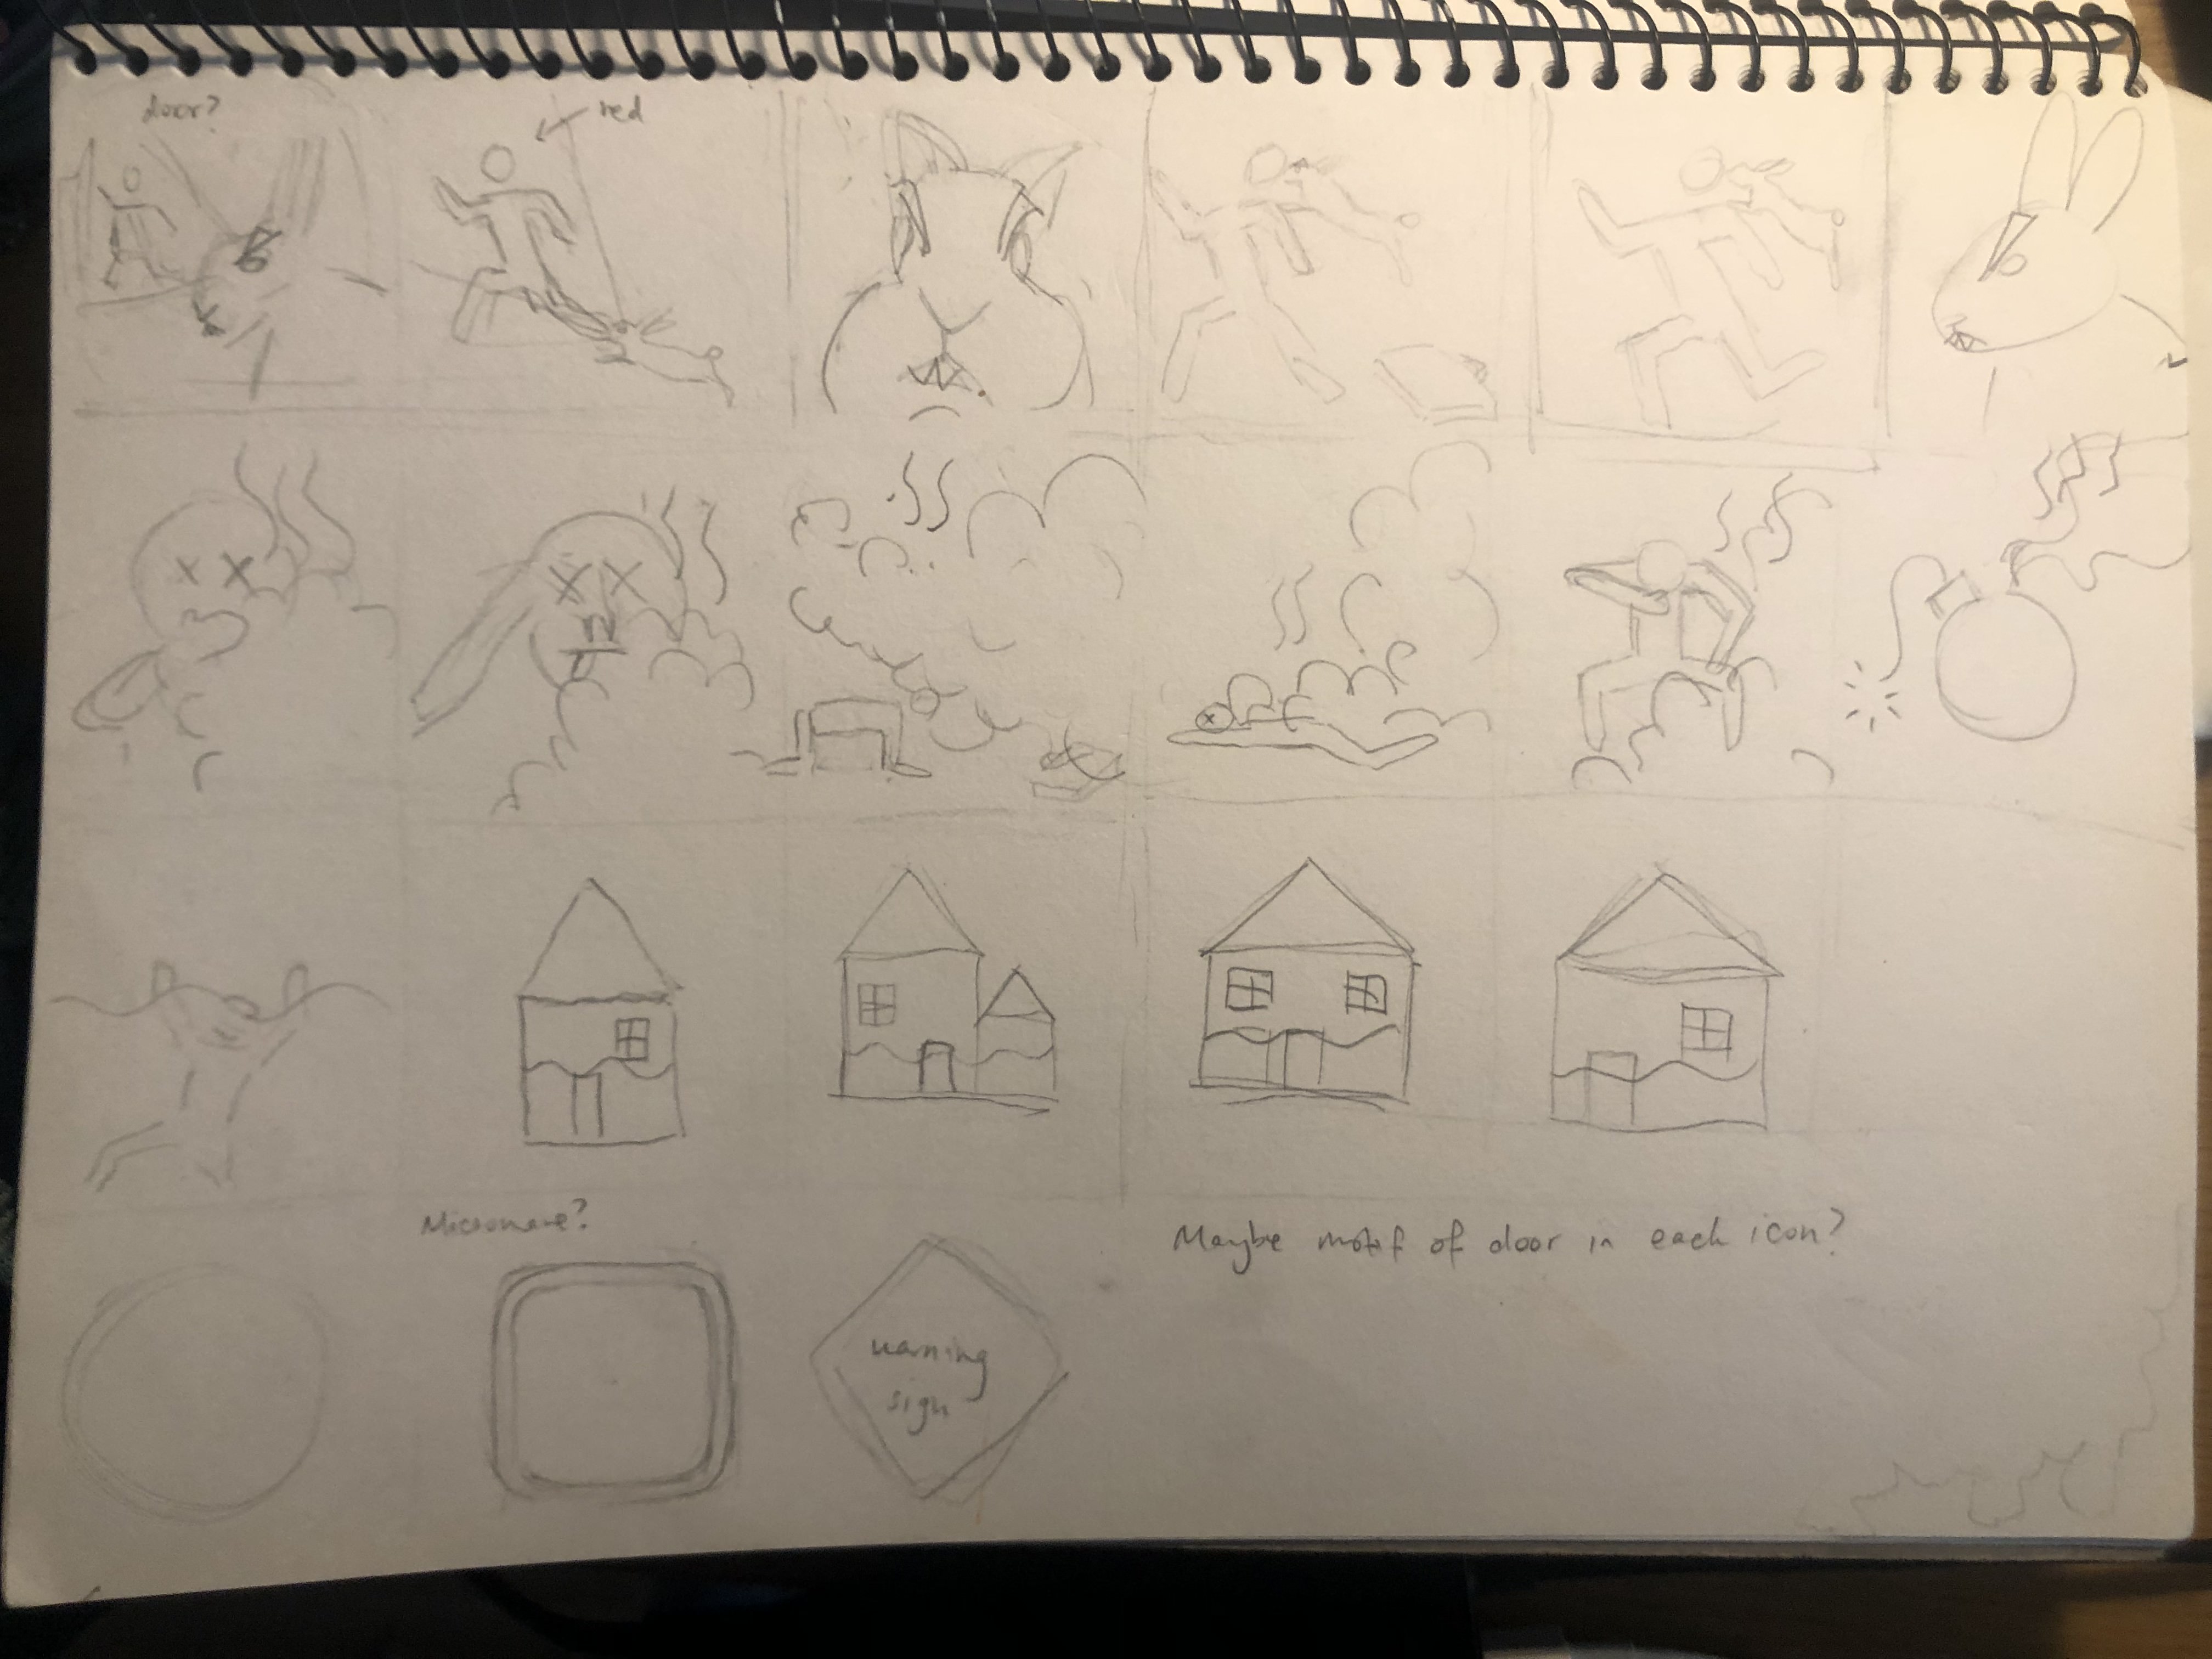 door?
red
Microwave?
Maybe motif of door in each icon?
warning
sign